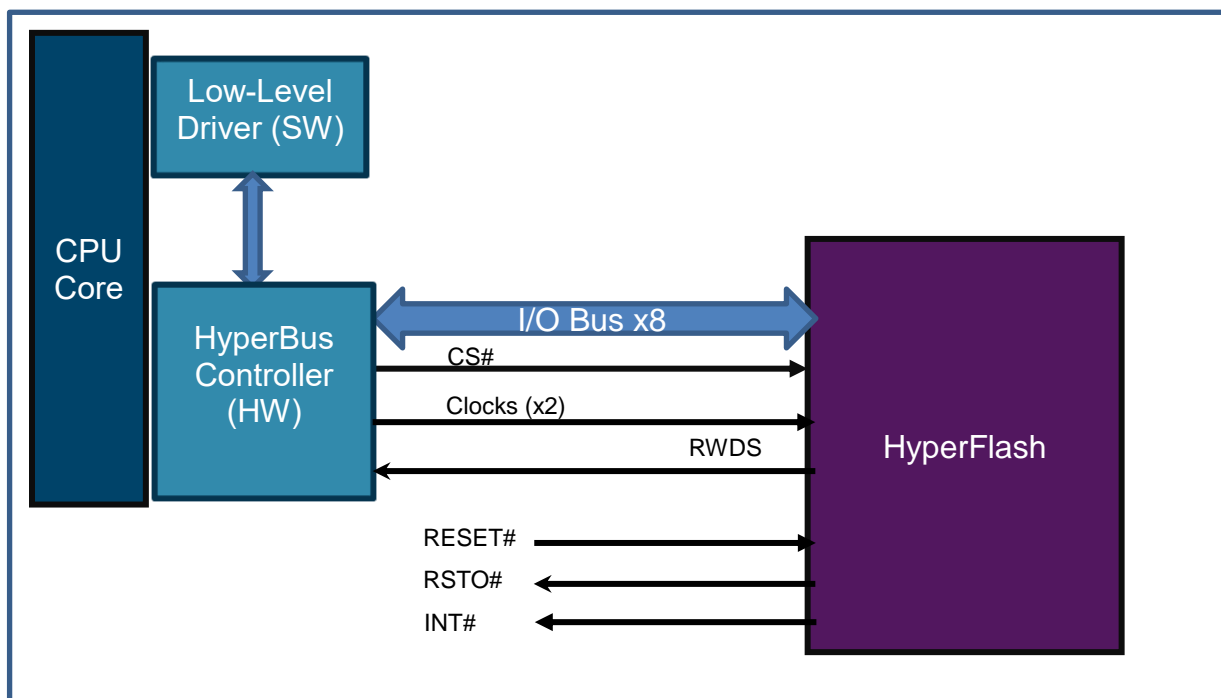 Low-Level
Driver (SW)
CPU
Core
HyperBus
Controller
(HW)
I/O Bus x8
CS#
Clocks (x2)
RWDS
HyperFlash
RESET#
RSTO#
INT#